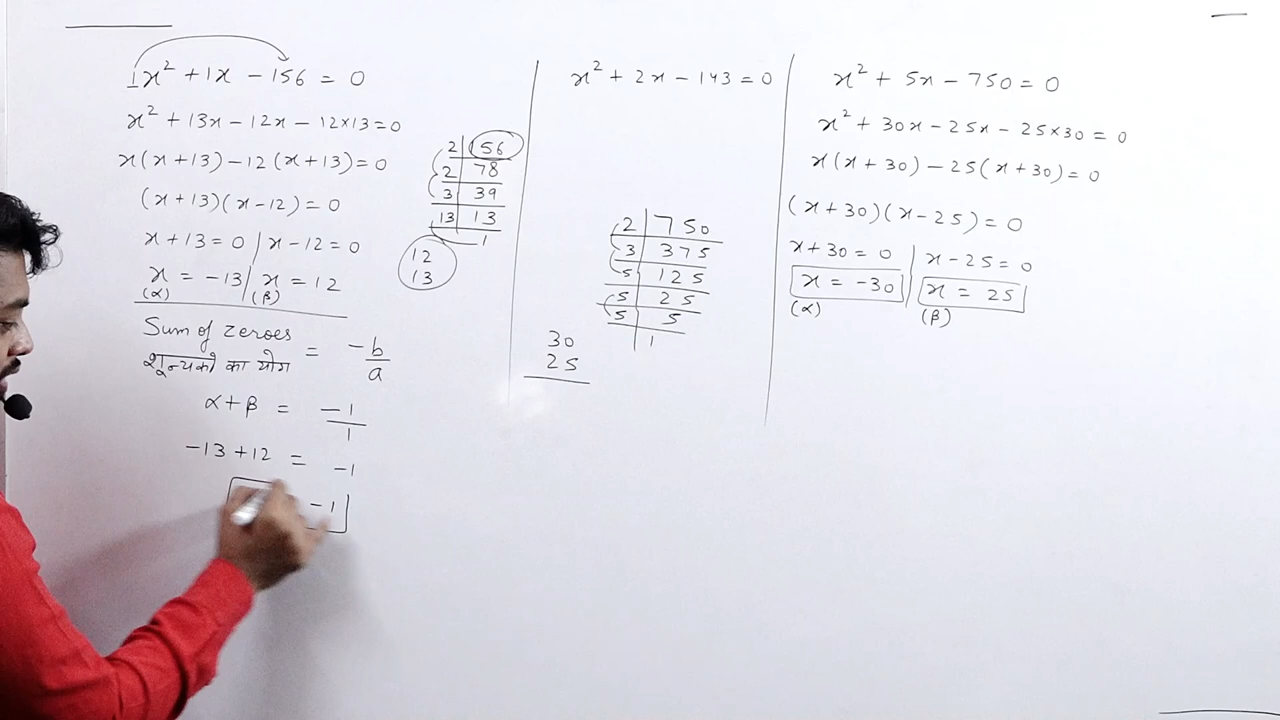 1x² + 1x - 156 = 0
x² + 13x - 12x - 12×13 = 0
x(x+13) - 12(x+13) = 0
(x+13)(x-12) = 0
x+13 = 0 / x-12 = 0
x = -13 / x = 12
(α) (β)
2 | 156
2 | 78
3 | 39
13 | 13
1
12
13
Sum of zeroes
शून्यकों का योग = -b/a
α+β = -1/1
-13+12 = -1
-1
x² + 2x - 143 = 0
2 | 750
3 | 375
5 | 125
5 | 25
5 | 5
1
30
25
x² + 5x - 750 = 0
x² + 30x - 25x - 25×30 = 0
x(x+30) - 25(x+30) = 0
(x+30)(x-25) = 0
x+30 = 0 / x-25 = 0
x = -30 / x = 25
(α) (β)